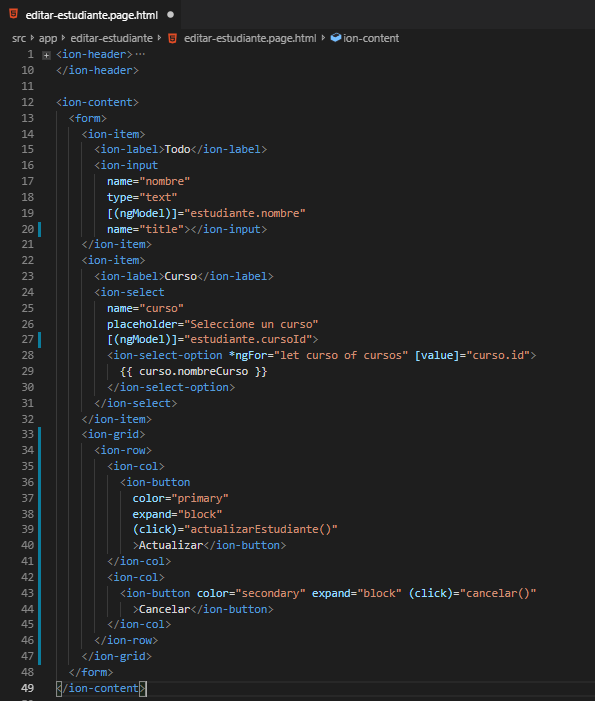 editar-estudiante.page.html ●
src > app > editar-estudiante > editar-estudiante.page.html > ion-content
1 <ion-header>···
10 </ion-header>
11
12 <ion-content>
13 <form>
14 <ion-item>
15 <ion-label>Todo</ion-label>
16 <ion-input
17 name="nombre"
18 type="text"
19 [(ngModel)]="estudiante.nombre"
20 name="title"></ion-input>
21 </ion-item>
22 <ion-item>
23 <ion-label>Curso</ion-label>
24 <ion-select
25 name="curso"
26 placeholder="Seleccione un curso"
27 [(ngModel)]="estudiante.cursoId">
28 <ion-select-option *ngFor="let curso of cursos" [value]="curso.id">
29 {{ curso.nombreCurso }}
30 </ion-select-option>
31 </ion-select>
32 </ion-item>
33 <ion-grid>
34 <ion-row>
35 <ion-col>
36 <ion-button
37 color="primary"
38 expand="block"
39 (click)="actualizarEstudiante()"
40 >Actualizar</ion-button>
41 </ion-col>
42 <ion-col>
43 <ion-button color="secondary" expand="block" (click)="cancelar()"
44 >Cancelar</ion-button>
45 </ion-col>
46 </ion-row>
47 </ion-grid>
48 </form>
49 </ion-content>